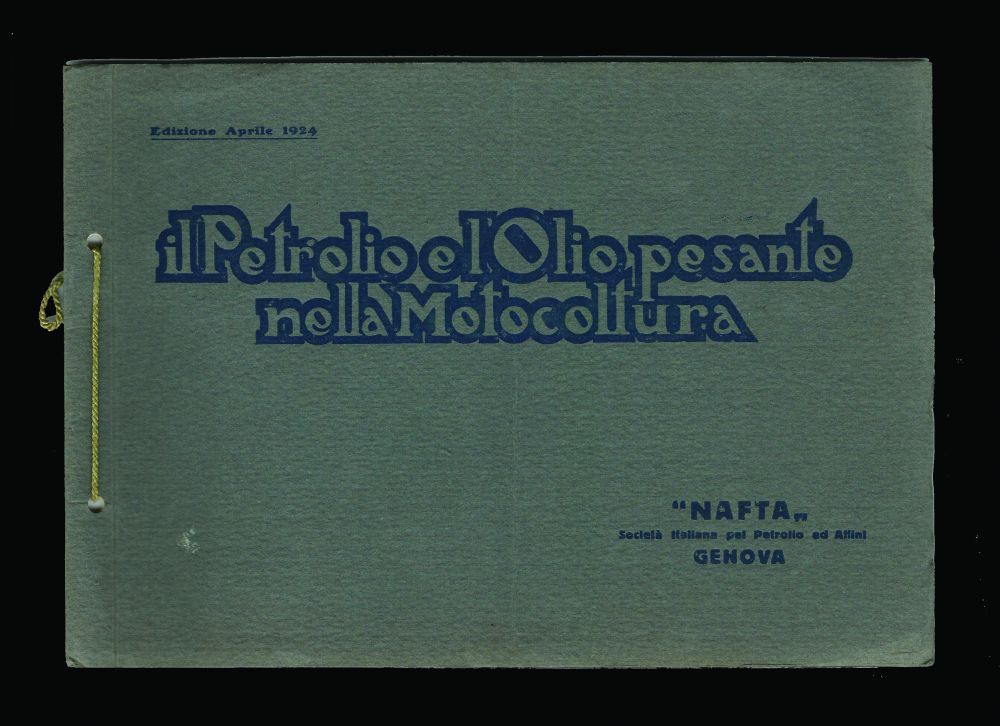 Edizione Aprile 1924
il Petrolio e l'Olio pesante
nella Motocoltura
“NAFTA„
Società Italiana pel Petrolio ed Affini
GENOVA